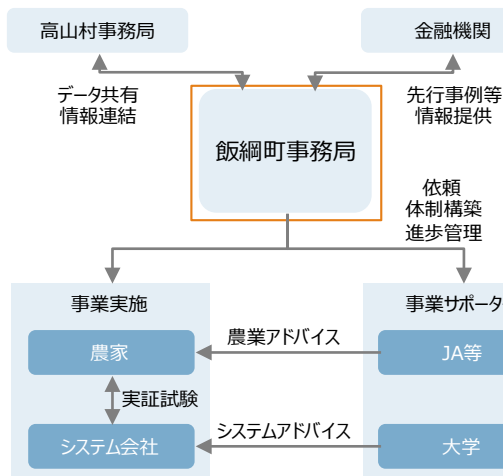 高山村事務局
金融機関
データ共有
情報連結
先行事例等
情報提供
飯綱町事務局
依頼
体制構築
進歩管理
事業実施
事業サポータ
農家
農業アドバイス
JA等
実証試験
システム会社
システムアドバイス
大学